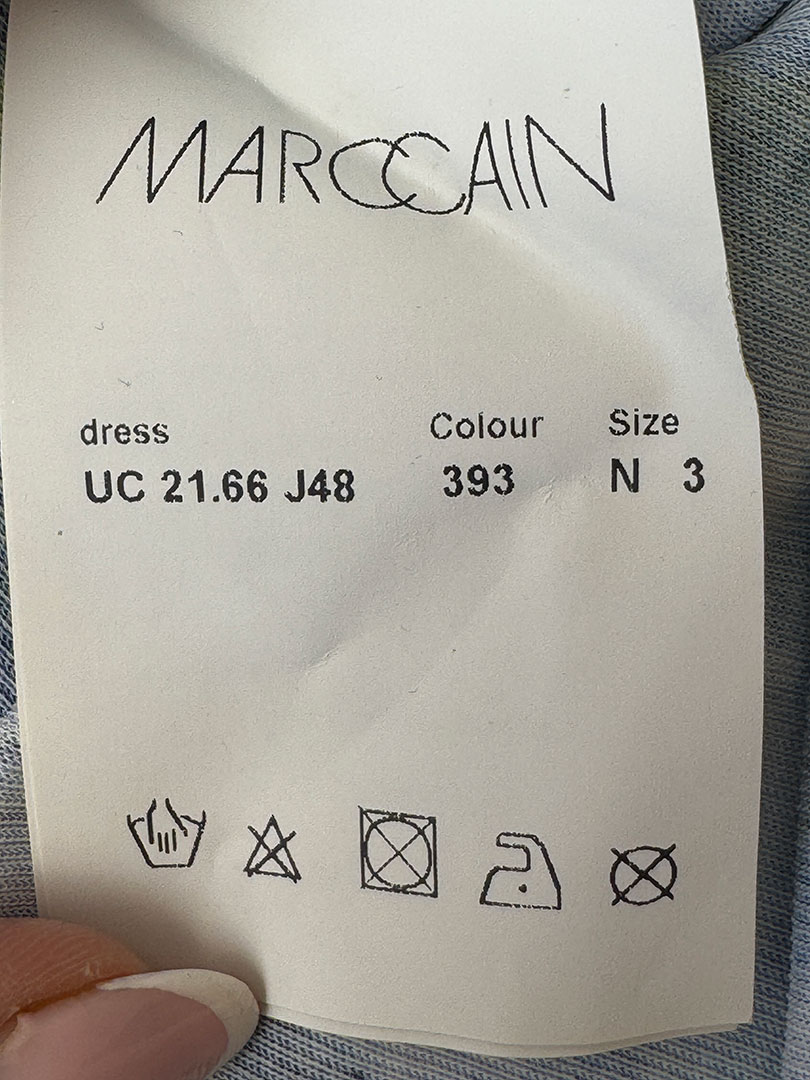 MARCCAIN
dress Colour Size
UC 21.66 J48 393 N 3